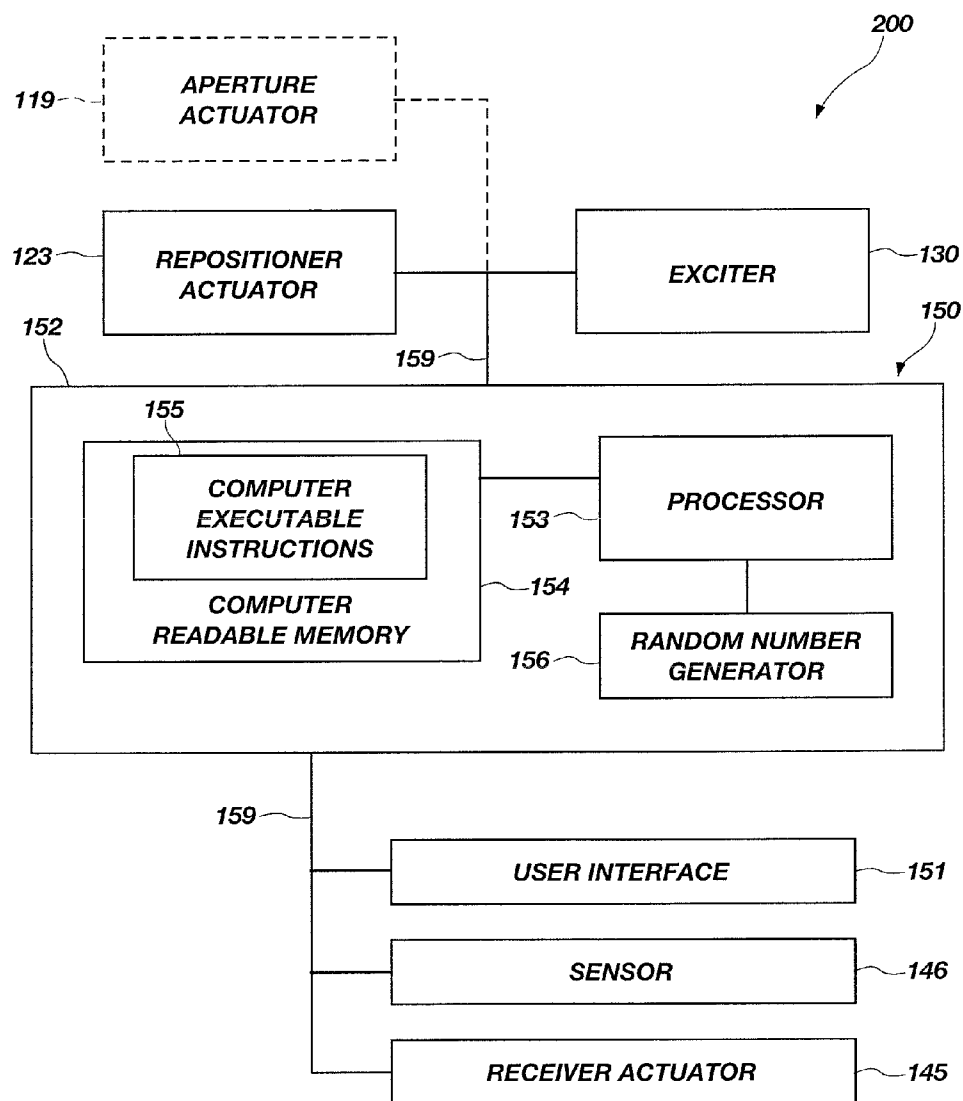 200
119
APERTURE
ACTUATOR
123
REPOSITIONER
ACTUATOR
EXCITER
130
152
159
150
155
COMPUTER
EXECUTABLE
INSTRUCTIONS
COMPUTER
READABLE MEMORY
154
PROCESSOR
153
RANDOM NUMBER
GENERATOR
156
159
USER INTERFACE
151
SENSOR
146
RECEIVER ACTUATOR
145